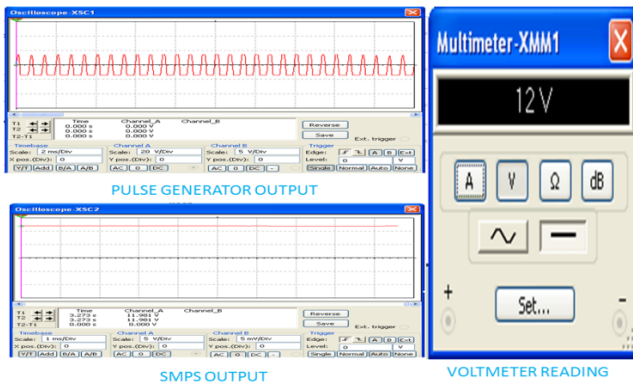 Oscilloscope-XSC1
T1 Time Channel_A Channel_B
0.000 s 0.000 V
T2 0.000 s 0.000 V
T2-T1 0.000 s 0.000 V
Reverse
Save
Ext. trigger
Timebase Channel A Channel B Trigger
Scale: 2 ms/Div Scale: 20 V/Div Scale: 5 V/Div Edge: A B Ext
X pos.(Div): 0 Y pos.(Div): 0 Y pos.(Div): 0 Level: 0 V
Y/T Add B/A A/B AC 0 DC AC 0 DC - Single Normal Auto None
PULSE GENERATOR OUTPUT
Oscilloscope-XSC2
T1 Time Channel_A Channel_B
3.273 s 11.981 V
T2 3.273 s 11.981 V
T2-T1 0.000 s 0.000 V
Reverse
Save
Ext. trigger
Timebase Channel A Channel B Trigger
Scale: 1 ms/Div Scale: 5 V/Div Scale: 5 mV/Div Edge: A B Ext
X pos.(Div): 0 Y pos.(Div): 0 Y pos.(Div): 0 Level: 0 V
Y/T Add B/A A/B AC 0 DC AC 0 DC - Single Normal Auto None
SMPS OUTPUT
Multimeter-XMM1
12 V
A V Ω dB
+ Set... -
VOLTMETER READING